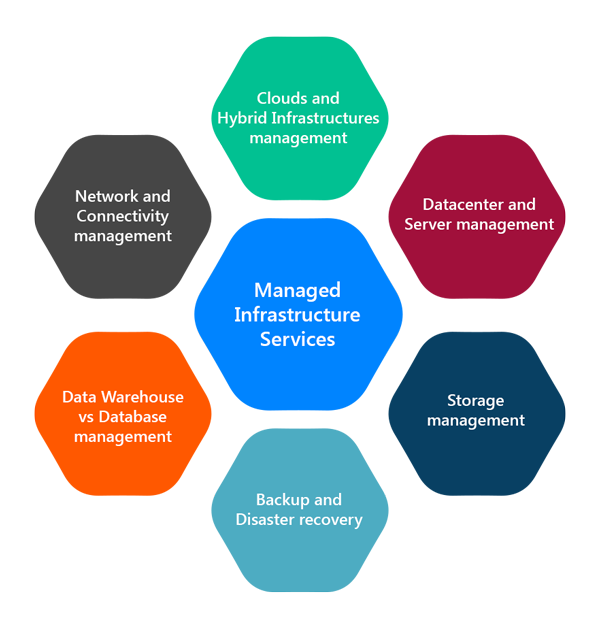 Clouds and
Hybrid Infrastructures
management
Network and
Connectivity
management
Datacenter and
Server management
Managed
Infrastructure
Services
Data Warehouse
vs Database
management
Storage
management
Backup and
Disaster recovery